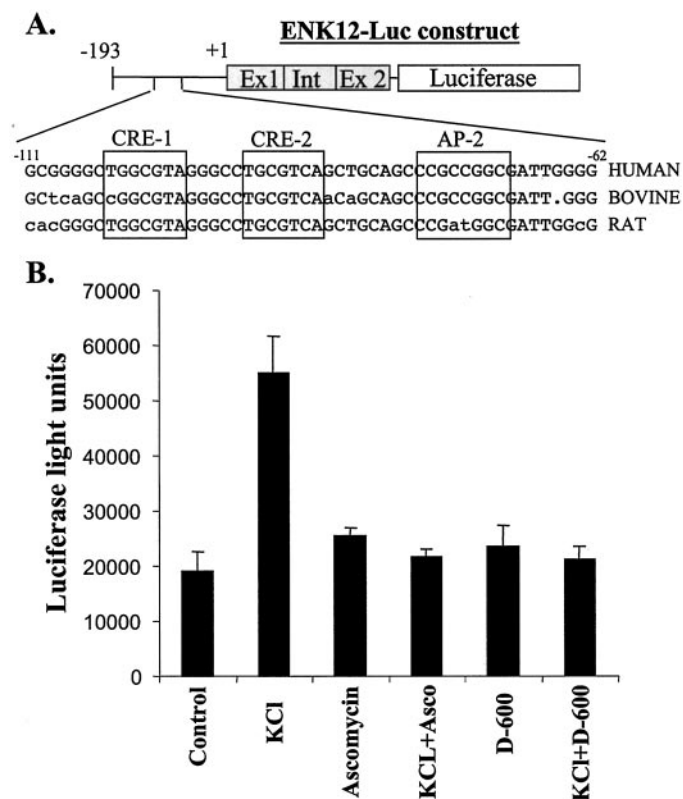 A.
ENK12-Luc construct
-193
+1
Ex1 Int Ex 2 Luciferase
CRE-1 CRE-2 AP-2
-111 -62
GCGGGGCTGGCGTAGGGCCTGCGTCAGCTGCAGCCCGCCGGCGATTGGGG HUMAN
GCtcaGCcGGCGTAGGGCCTGCGTCAaCaGCAGCCCGCCGGCGATT.GGG BOVINE
cacGGGCTGGCGTAGGGCCTGCGTCAGCTGCAGCCCGatGGCGATTGGcG RAT
B.
Luciferase light units
70000
60000
50000
40000
30000
20000
10000
0
Control
KCl
Ascomycin
KCL+Asco
D-600
KCl+D-600